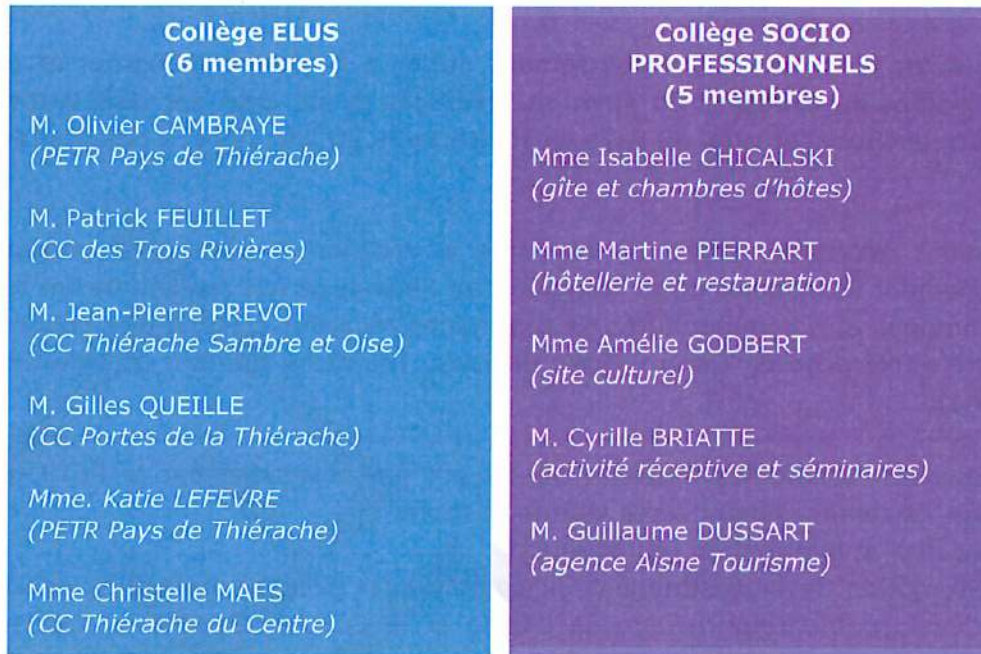 Collège ELUS
(6 membres)
M. Olivier CAMBRAYE
(PETR Pays de Thiérache)
M. Patrick FEUILLET
(CC des Trois Rivières)
M. Jean-Pierre PREVOT
(CC Thiérache Sambre et Oise)
M. Gilles QUEILLE
(CC Portes de la Thiérache)
Mme. Katie LEFEVRE
(PETR Pays de Thiérache)
Mme Christelle MAES
(CC Thiérache du Centre)
Collège SOCIO
PROFESSIONNELS
(5 membres)
Mme Isabelle CHICALSKI
(gîte et chambres d'hôtes)
Mme Martine PIERRART
(hôtellerie et restauration)
Mme Amélie GODBERT
(site culturel)
M. Cyrille BRIATTE
(activité réceptive et séminaires)
M. Guillaume DUSSART
(agence Aisne Tourisme)